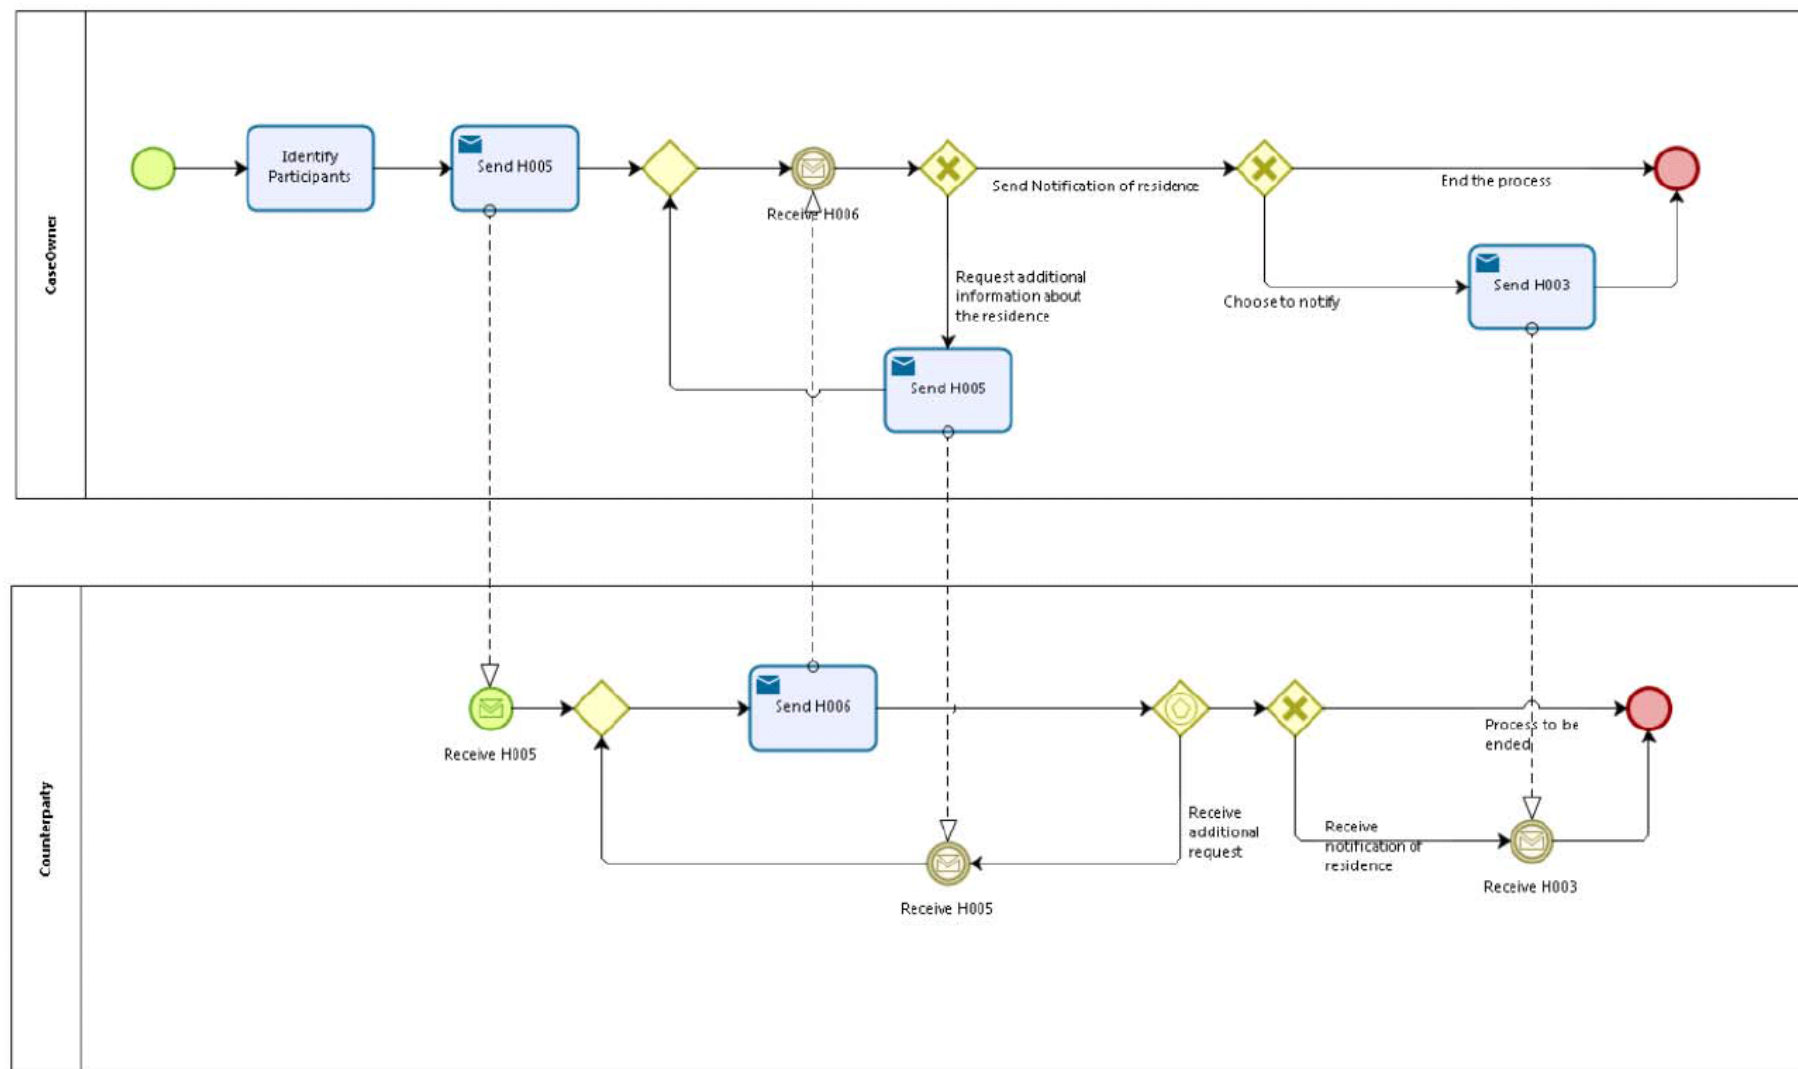 CaseOwner
Identify
Participants
Send H005
Receive H006
Send Notification of residence
End the process
Request additional
information about
the residence
Choose to notify
Send H003
Send H005
Counterparty
Receive H005
Send H006
Process to be
ended
Receive
additional
request
Receive
notification of
residence
Receive H003
Receive H005